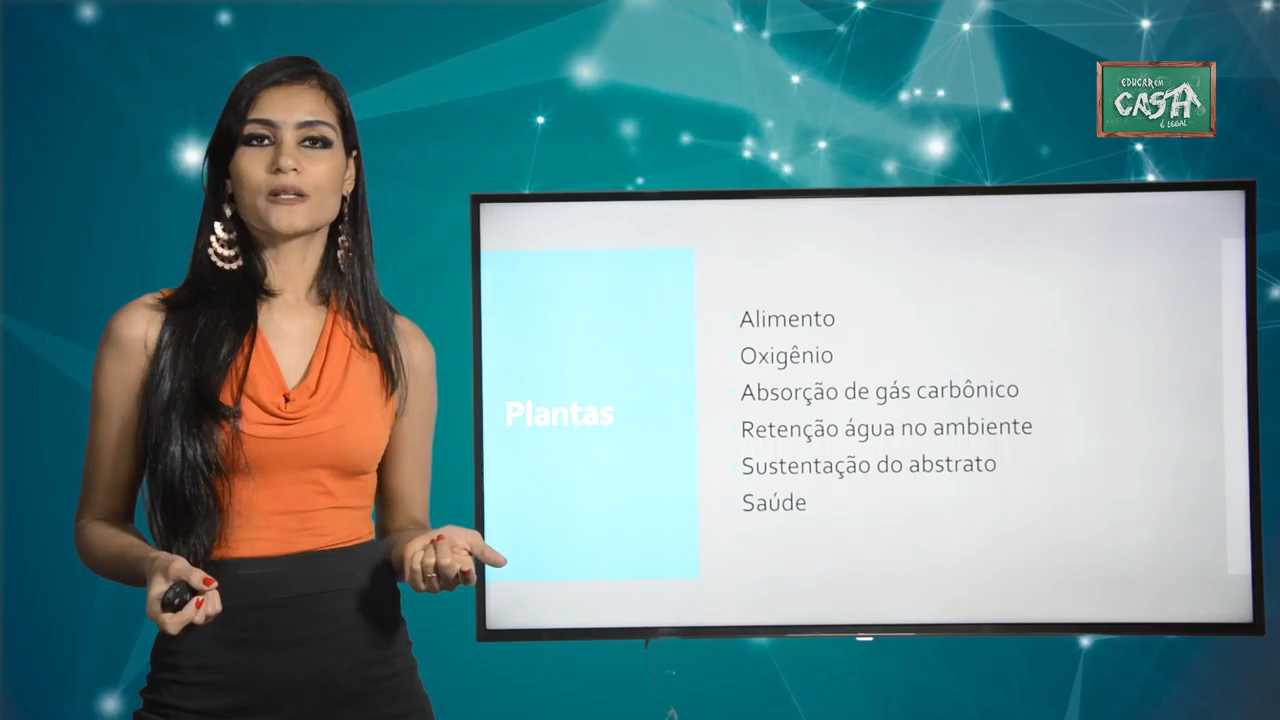 EDUCAR EM
CASA
É LEGAL
Plantas
Alimento
Oxigênio
Absorção de gás carbônico
Retenção água no ambiente
Sustentação do abstrato
Saúde